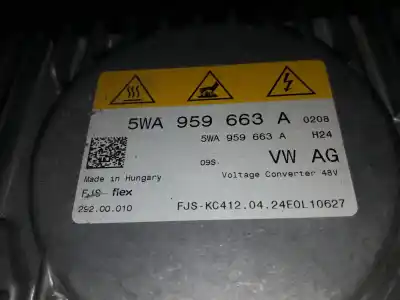 5WA 959 663 A 0208
5WA 959 663 A H24
09S VW AG
Made in Hungary Voltage Converter 48V
FJS flex
292.00.010 FJS-KC412.04.24E0L10627